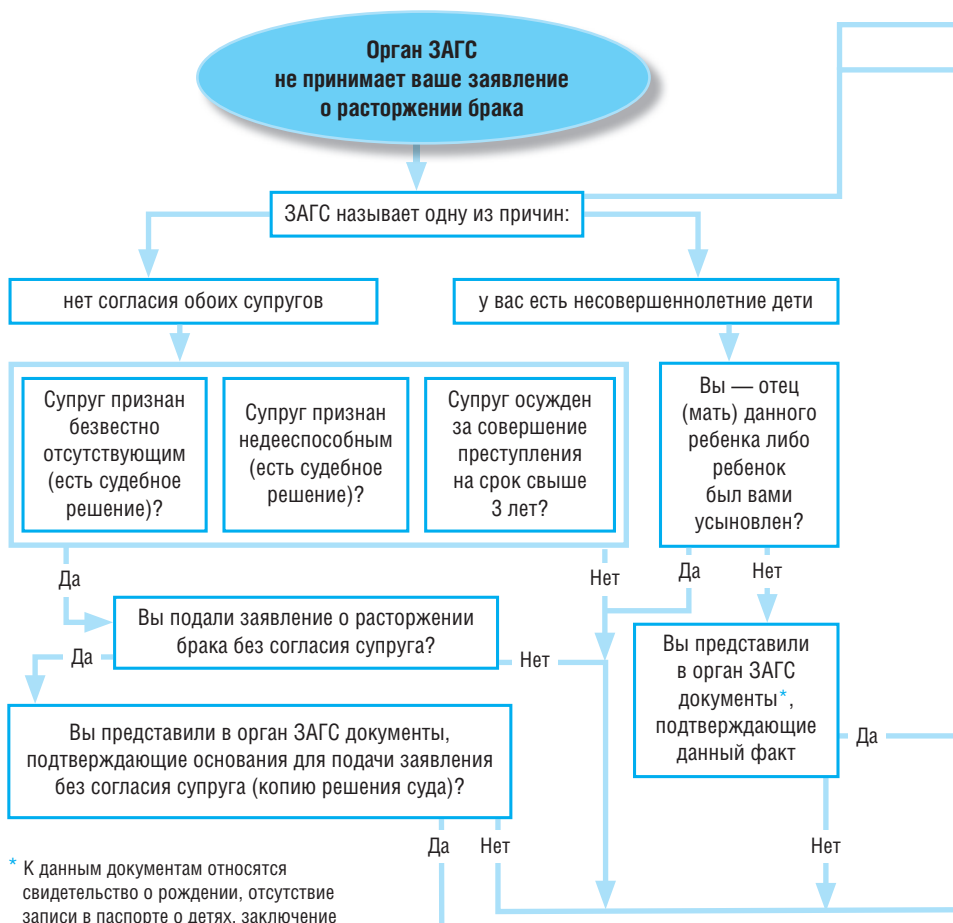 Орган ЗАГС
не принимает ваше заявление
о расторжении брака
ЗАГС называет одну из причин:
нет согласия обоих супругов
у вас есть несовершеннолетние дети
Супруг признан
безвестно
отсутствующим
(есть судебное
решение)?
Супруг признан
недееспособным
(есть судебное
решение)?
Супруг осужден
за совершение
преступления
на срок свыше
3 лет?
Вы — отец
(мать) данного
ребенка либо
ребенок
был вами
усыновлен?
Да
Нет
Да
Нет
Вы подали заявление о расторжении
брака без согласия супруга?
Да
Нет
Вы представили
в орган ЗАГС
документы*,
подтверждающие
данный факт
Да
Вы представили в орган ЗАГС документы,
подтверждающие основания для подачи заявления
без согласия супруга (копию решения суда)?
Да
Нет
Нет
* К данным документам относятся
свидетельство о рождении, отсутствие
записи в паспорте о детях, заключение